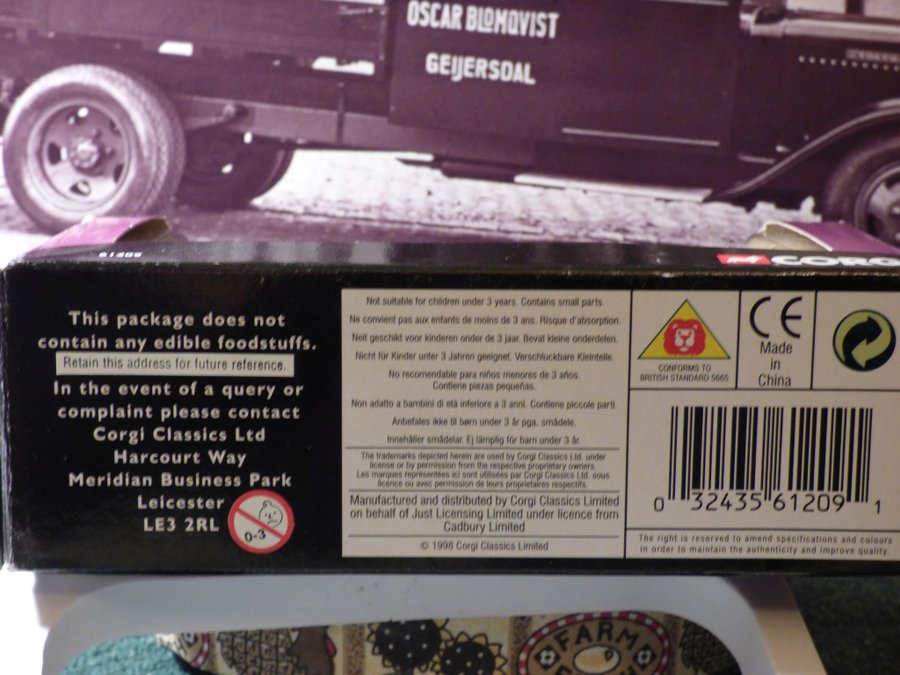 OSCAR BLOMQVIST
GEIJERSDAL
61209
CORGI
This package does not
contain any edible foodstuffs.
Retain this address for future reference.
In the event of a query or
complaint please contact
Corgi Classics Ltd
Harcourt Way
Meridian Business Park
Leicester
LE3 2RL
0-3
Not suitable for children under 3 years. Contains small parts.
Ne convient pas aux enfants de moins de 3 ans. Risque d'absorption.
Neit geschikt voor kinderen onder de 3 jaar. Bevat kleine onderdelen.
Nicht für Kinder unter 3 Jahren geeignet. Verschluckbare Kleinteile.
No recomendable para niños menores de 3 años.
Contiene piezas pequeñas.
Non adatto a bambini di età inferiore a 3 anni. Contiene piccole parti.
Anbefales ikke til børn under 3 år pga. smådele.
Innehåller smådelar. Ej lämplig för barn under 3 år.
The trademarks depicted herein are used by Corgi Classics Ltd. under
license or by permission from the respective proprietary owners.
Les marques représentées ici sont utilisées par Corgi Classics Ltd. sous
licence ou avec permission de leurs propriétaires respectifs.
Manufactured and distributed by Corgi Classics Limited
on behalf of Just Licensing Limited under licence from
Cadbury Limited
© 1998 Corgi Classics Limited
CONFORMS TO
BRITISH STANDARD 5665
CE
Made
in
China
0 32435 61209 1
The right is reserved to amend specifications and colours
in order to maintain the authenticity and improve quality.
FARM